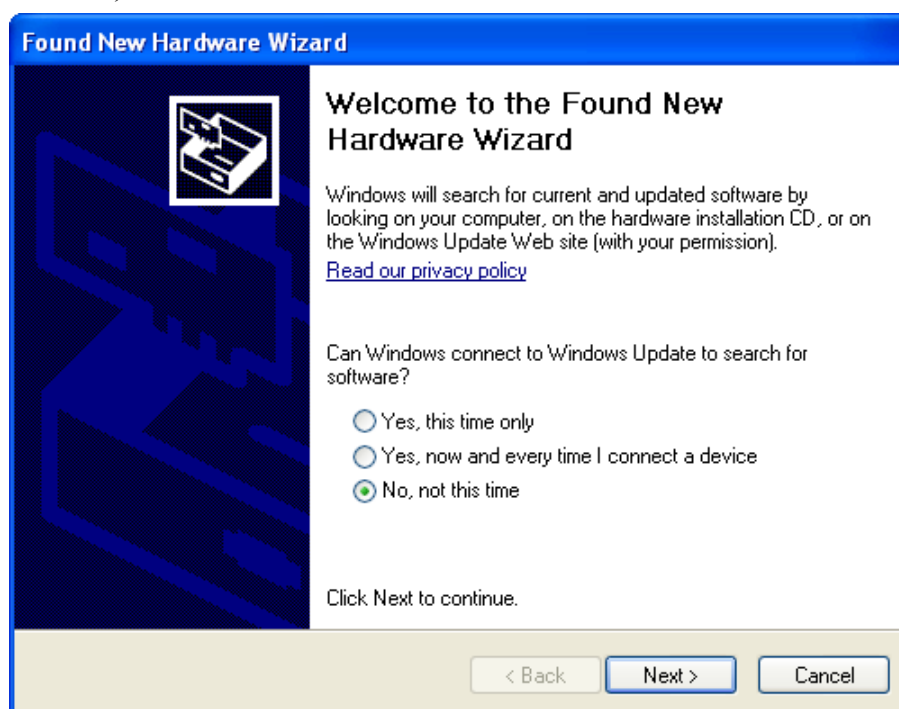 Found New Hardware Wizard
Welcome to the Found New
Hardware Wizard
Windows will search for current and updated software by
looking on your computer, on the hardware installation CD, or on
the Windows Update Web site (with your permission).
Read our privacy policy
Can Windows connect to Windows Update to search for
software?
Yes, this time only
Yes, now and every time I connect a device
No, not this time
Click Next to continue.
< Back
Next >
Cancel